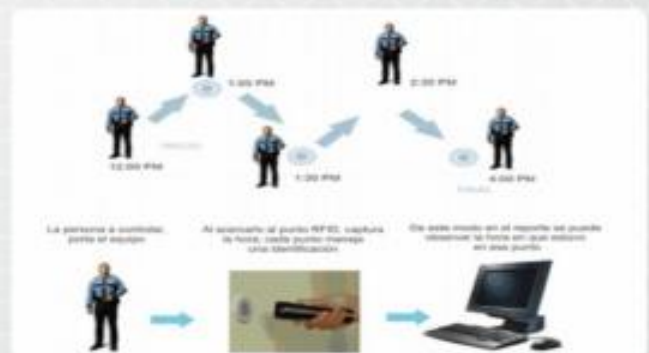 1:05 PM
2:30 PM
12:00 PM
1:20 PM
4:00 PM
La persona a controlar,
porta el equipo
Al acercarlo al punto RFID, captura
la hora, cada punto maneja
una identificación
De este modo en el reporte se puede
observar la hora en que estuvo
en ese punto